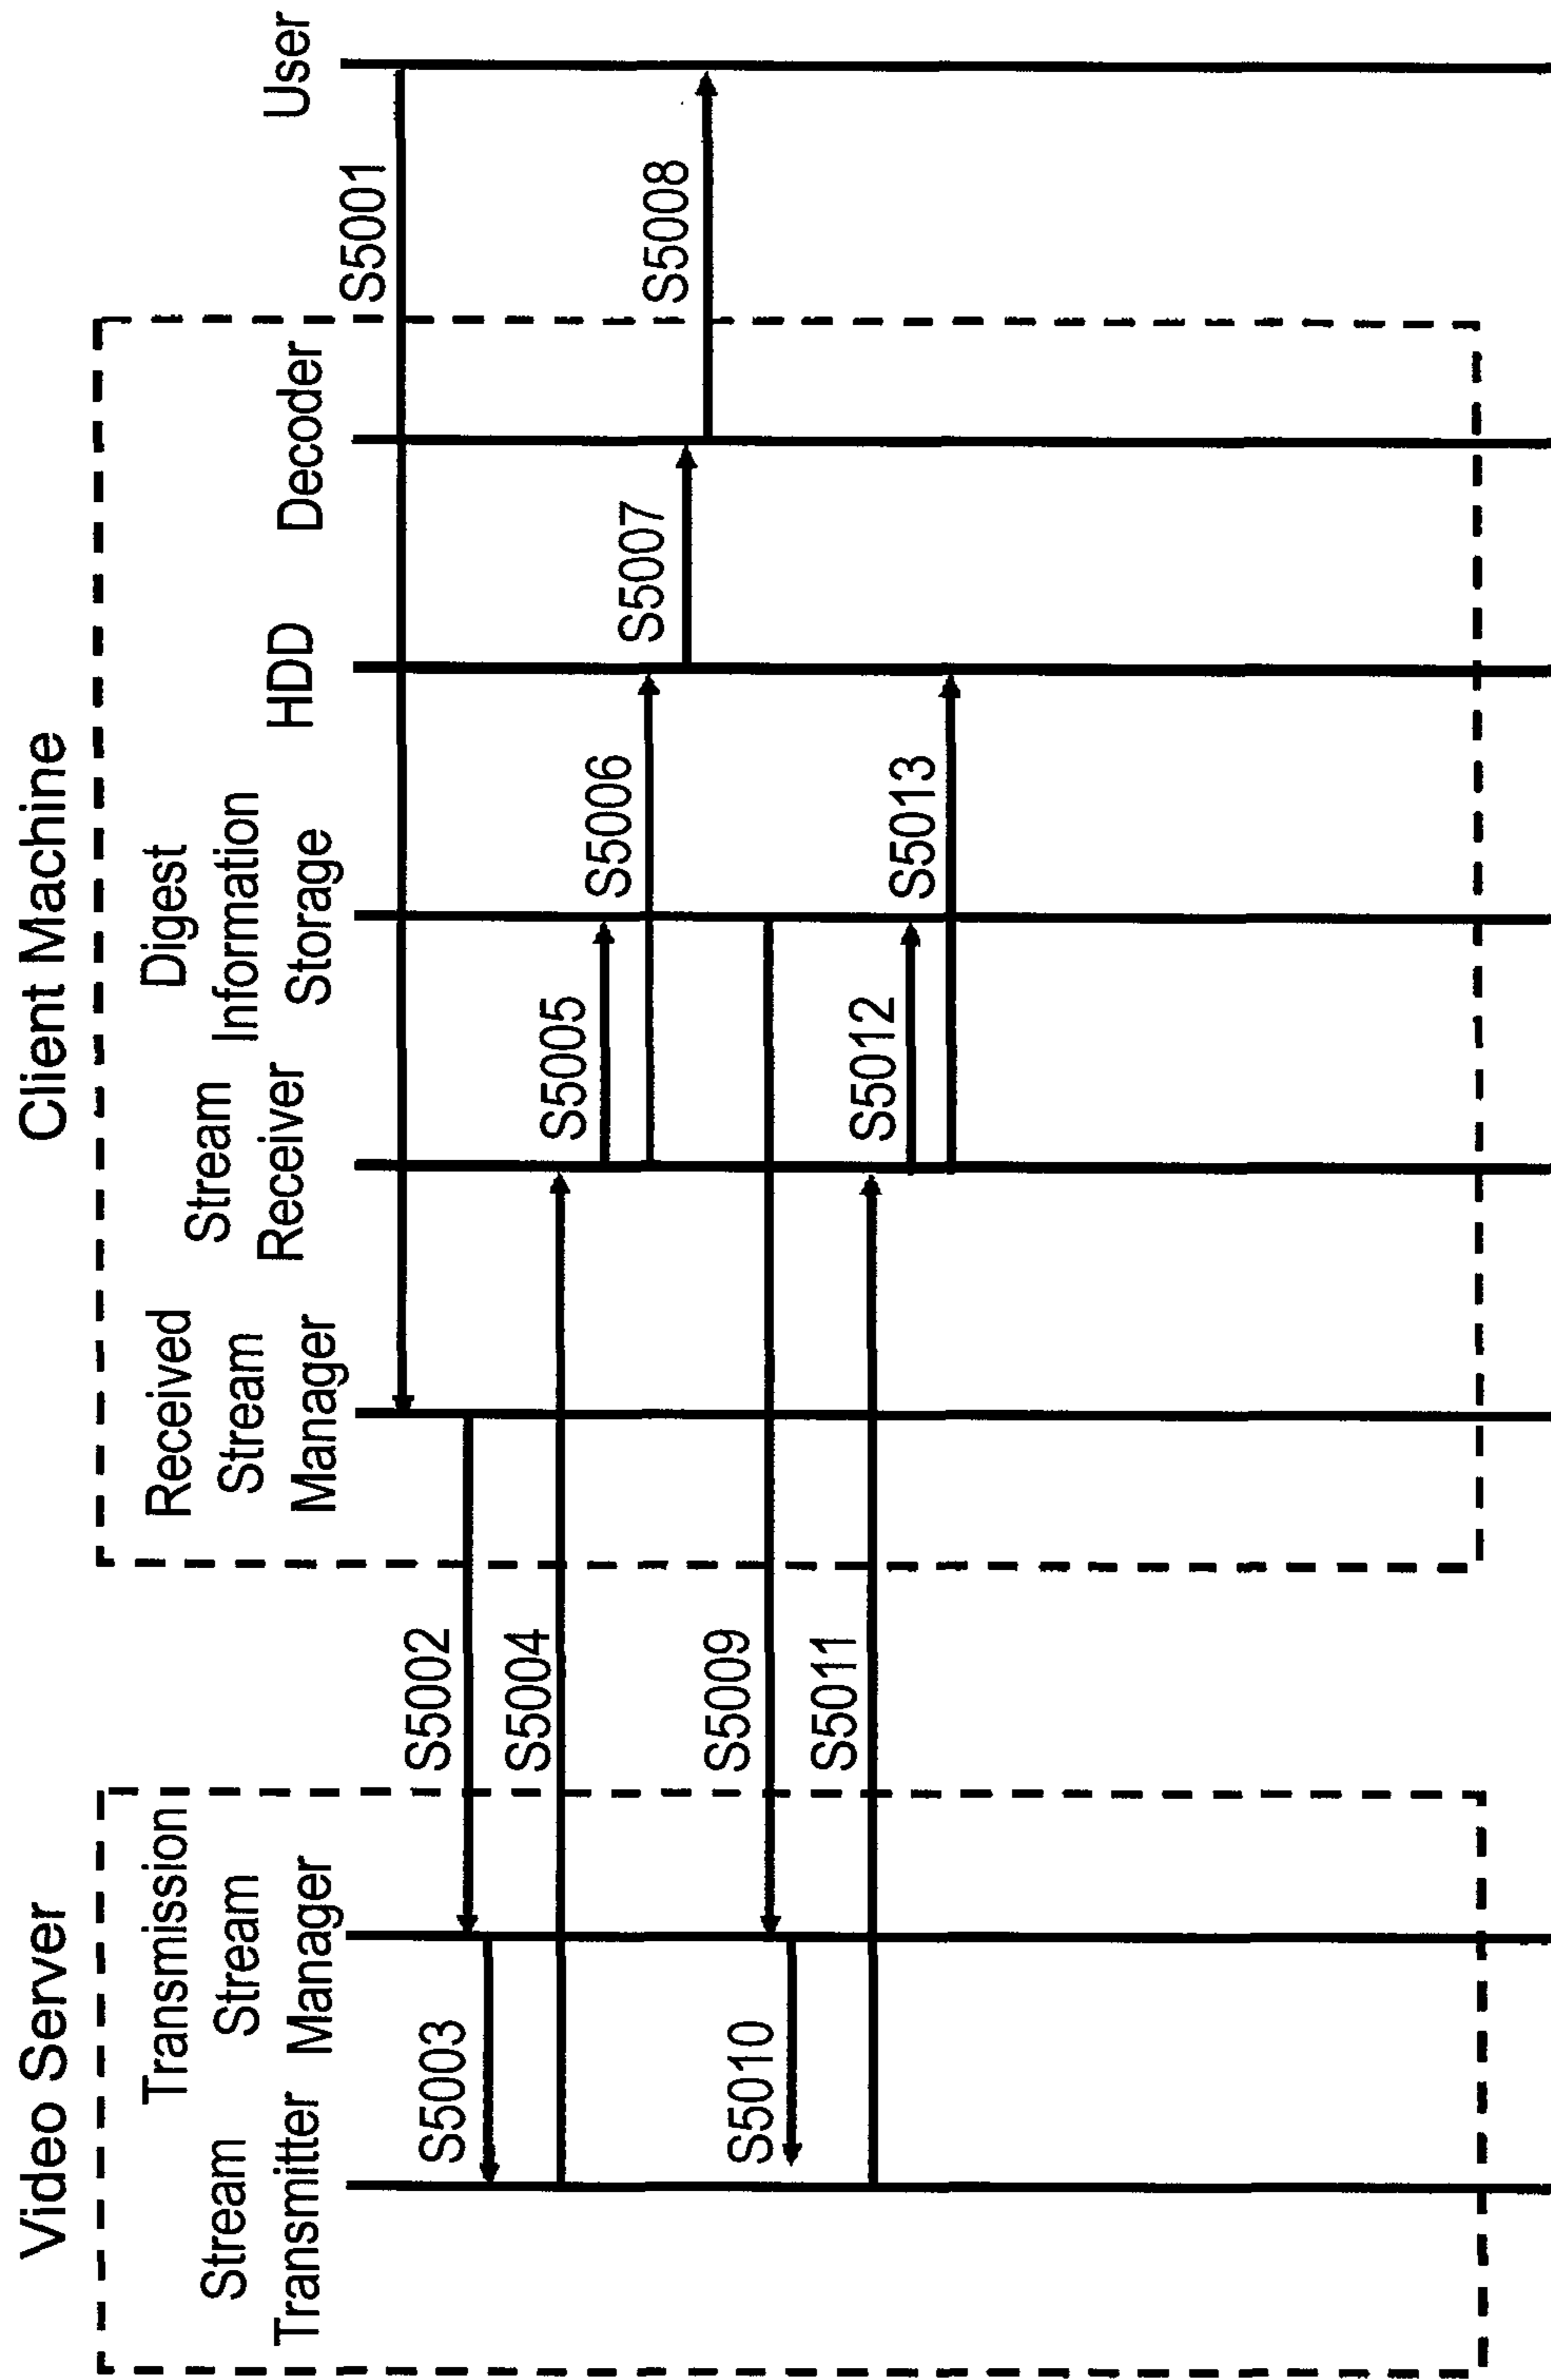 Video Server
Client Machine
Stream
Transmitter
Transmission
Stream
Manager
Received
Stream
Manager
Stream
Receiver
Digest
Information
Storage
HDD
Decoder
User
S5001
S5002
S5003
S5004
S5005
S5006
S5007
S5008
S5009
S5010
S5011
S5012
S5013